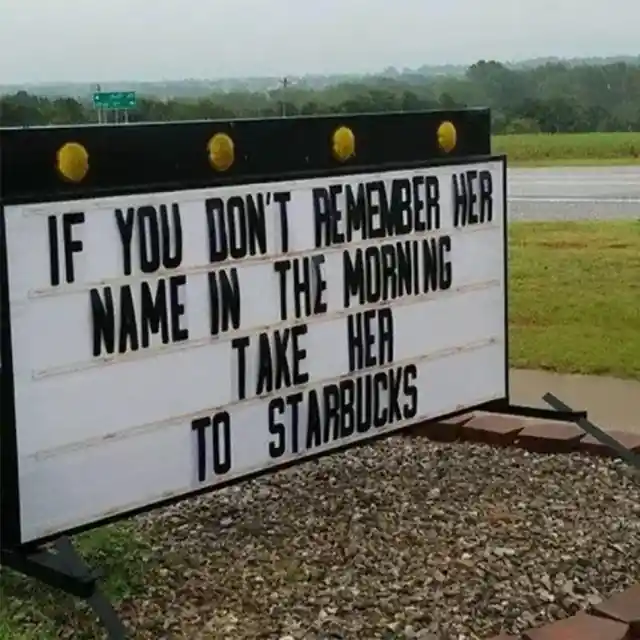 IF YOU DON'T REMEMBER HER
NAME IN THE MORNING
TAKE HER
TO STARBUCKS